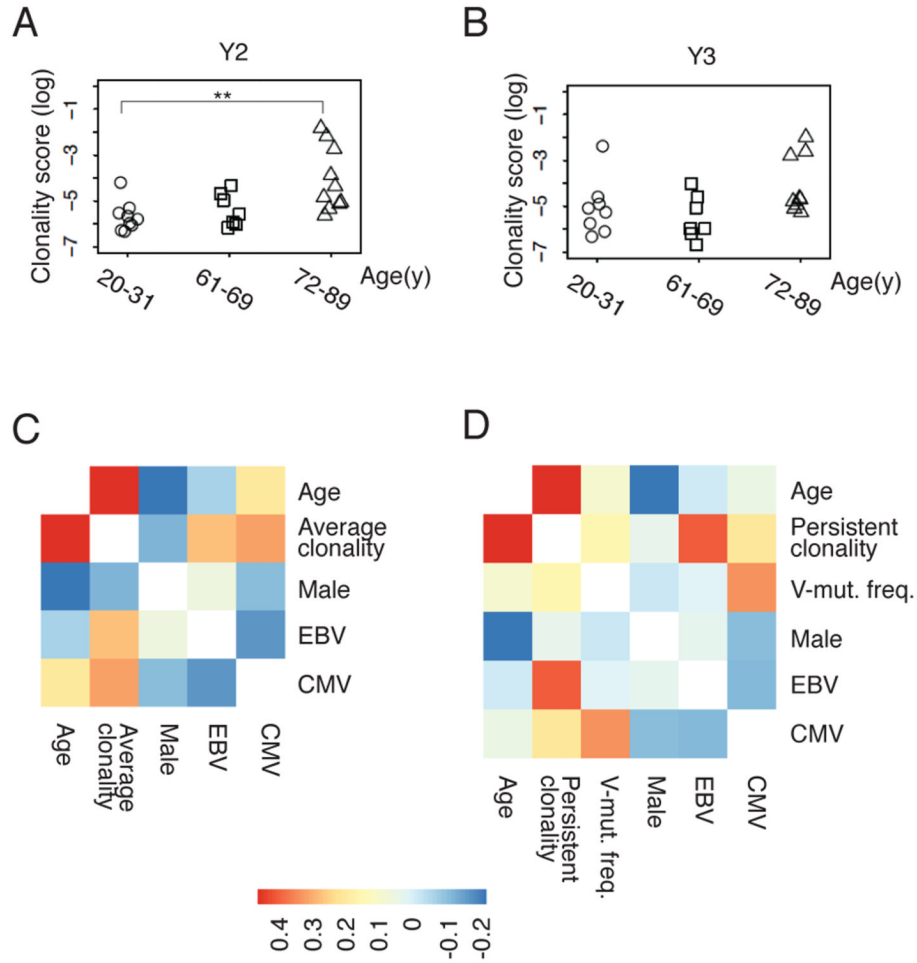 A
Y2
Clonality score (log)
-1
-3
-5
-7
**
20-31
61-69
72-89
Age(y)
B
Y3
Clonality score (log)
-1
-3
-5
-7
20-31
61-69
72-89
Age(y)
C
Age
Average
clonality
Male
EBV
CMV
Age
Average
clonality
Male
EBV
CMV
D
Age
Persistent
clonality
V-mut. freq.
Male
EBV
CMV
Age
Persistent
clonality
V-mut. freq.
Male
EBV
CMV
0.4
0.3
0.2
0.1
0
-0.1
-0.2